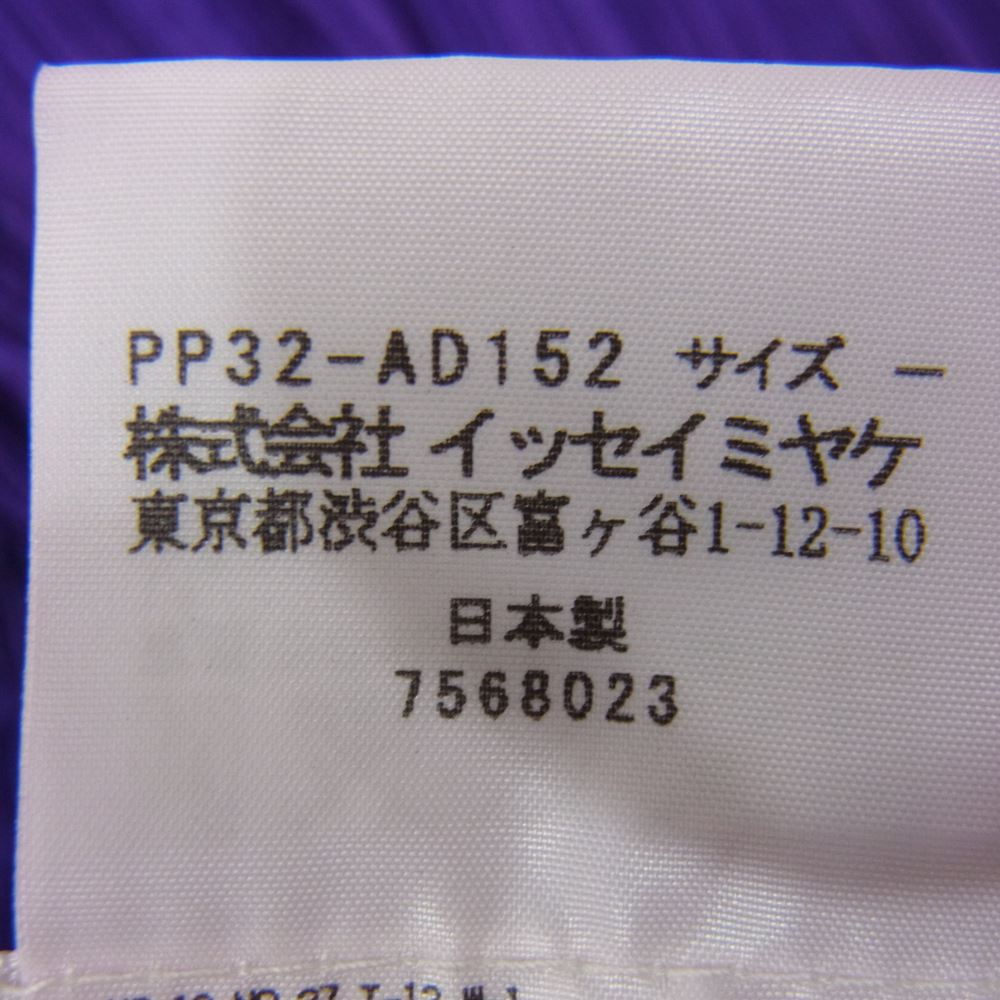 PP32-AD152 サイズ －
株式会社 イッセイミヤケ
東京都渋谷区富ヶ谷1-12-10
日本製
7568023